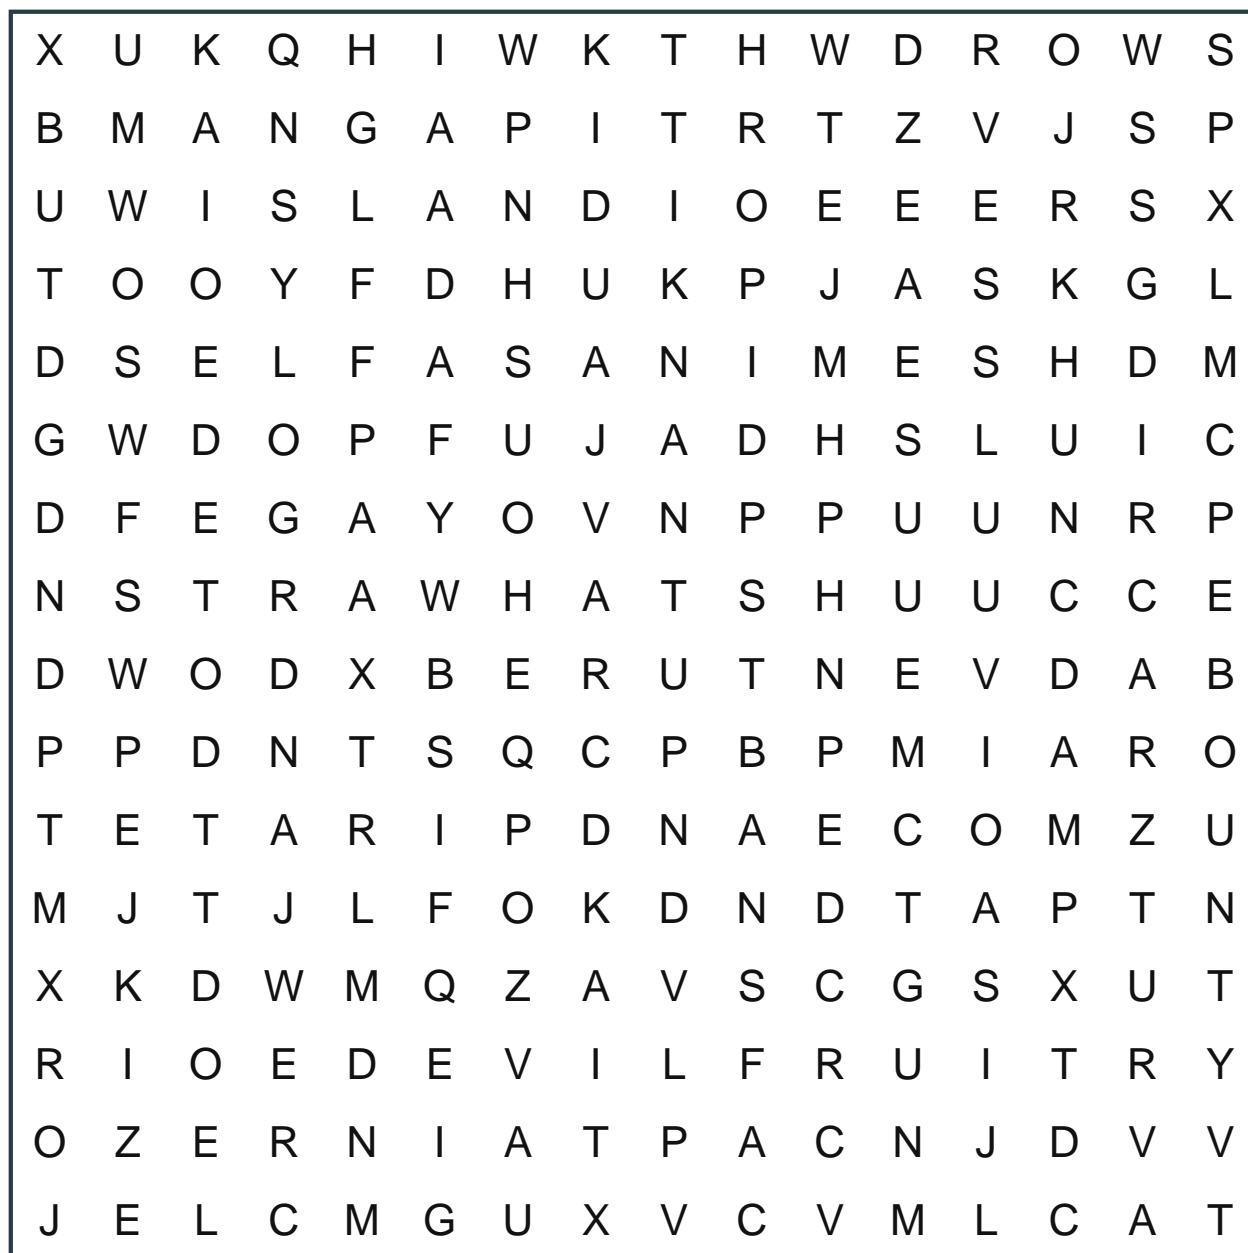 X U K Q H I W K T H W D R O W S
B M A N G A P I T R T Z V J S P
U W I S L A N D I O E E E R S X
T O O Y F D H U K P J A S K G L
D S E L F A S A N I M E S H D M
G W D O P F U J A D H S L U I C
D F E G A Y O V N P P U U N R P
N S T R A W H A T S H U U C C E
D W O D X B E R U T N E V D A B
P P D N T S Q C P B P M I A R O
T E T A R I P D N A E C O M Z U
M J T J L F O K D N D T A P T N
X K D W M Q Z A V S C G S X U T
R I O E D E V I L F R U I T R Y
O Z E R N I A T P A C N J D V V
J E L C M G U X V C V M L C A T